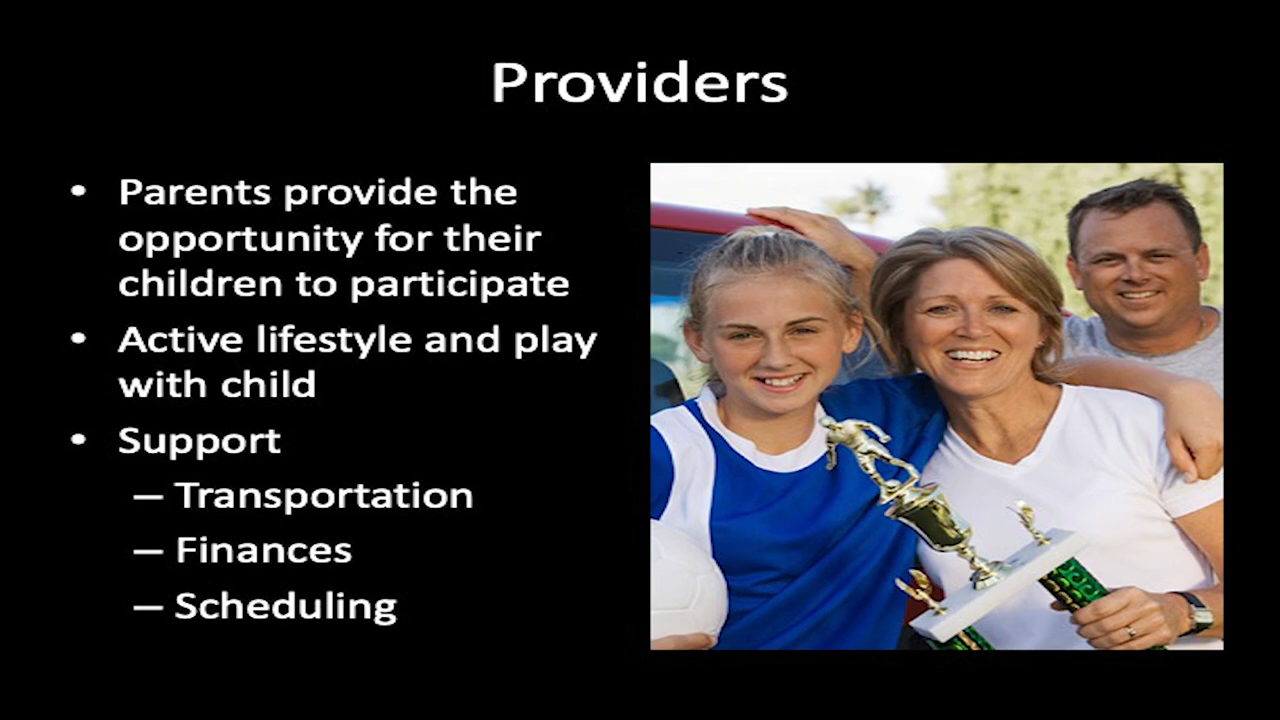 Providers
• Parents provide the
opportunity for their
children to participate
• Active lifestyle and play
with child
• Support
– Transportation
– Finances
– Scheduling